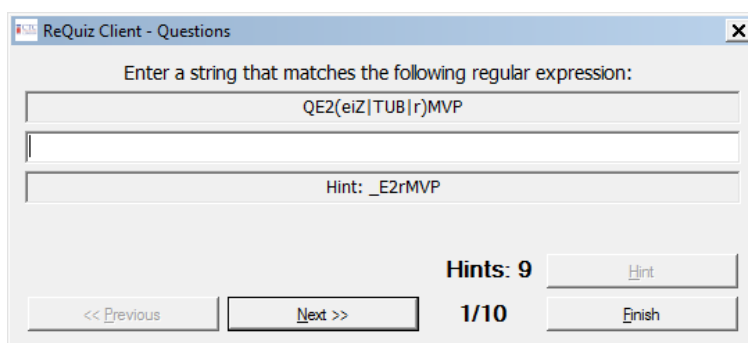 ReQuiz Client - Questions
Enter a string that matches the following regular expression:
QE2(eiZ|TUB|r)MVP
Hint: _E2rMVP
Hints: 9
Hint
<< Previous
Next >>
1/10
Finish